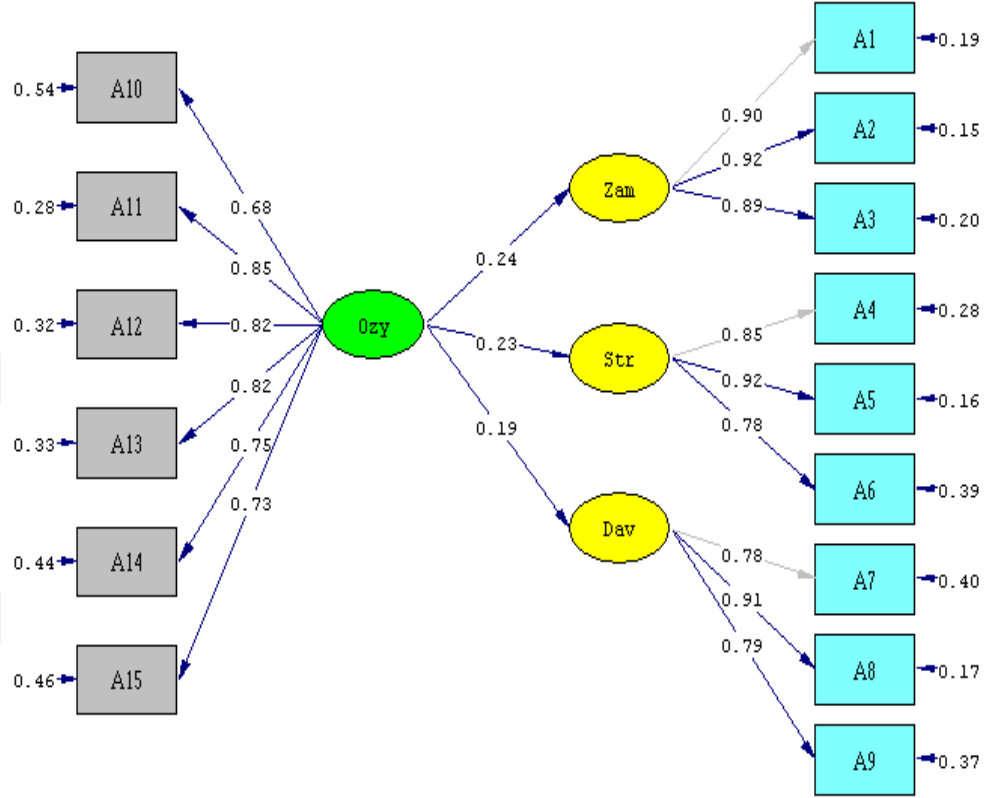 A1
0.19
A10
0.54
0.90
A2
0.15
0.92
Zam
A11
0.28
0.68
0.89
A3
0.20
0.24
0.85
A4
0.28
A12
0.32
0.82
Ozy
0.23
0.85
Str
0.82
0.92
A5
0.16
0.19
0.78
A13
0.33
0.75
A6
0.39
0.73
Dav
0.78
A14
0.44
A7
0.40
0.91
0.79
A8
0.17
A15
0.46
A9
0.37